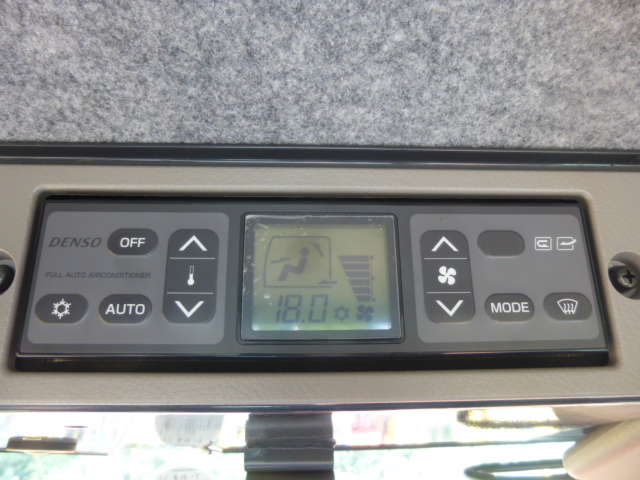 DENSO
OFF
FULL AUTO AIRCONDITIONER
AUTO
18.0
MODE